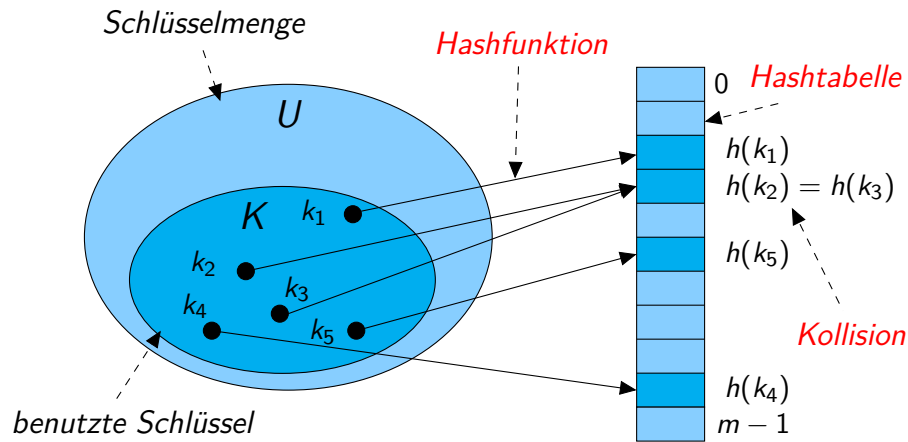 Schlüsselmenge
Hashfunktion
0
Hashtabelle
U
h(k₁)
K
k₁
h(k₂) = h(k₃)
k₂
h(k₅)
k₃
k₄
k₅
Kollision
h(k₄)
benutzte Schlüssel
m − 1